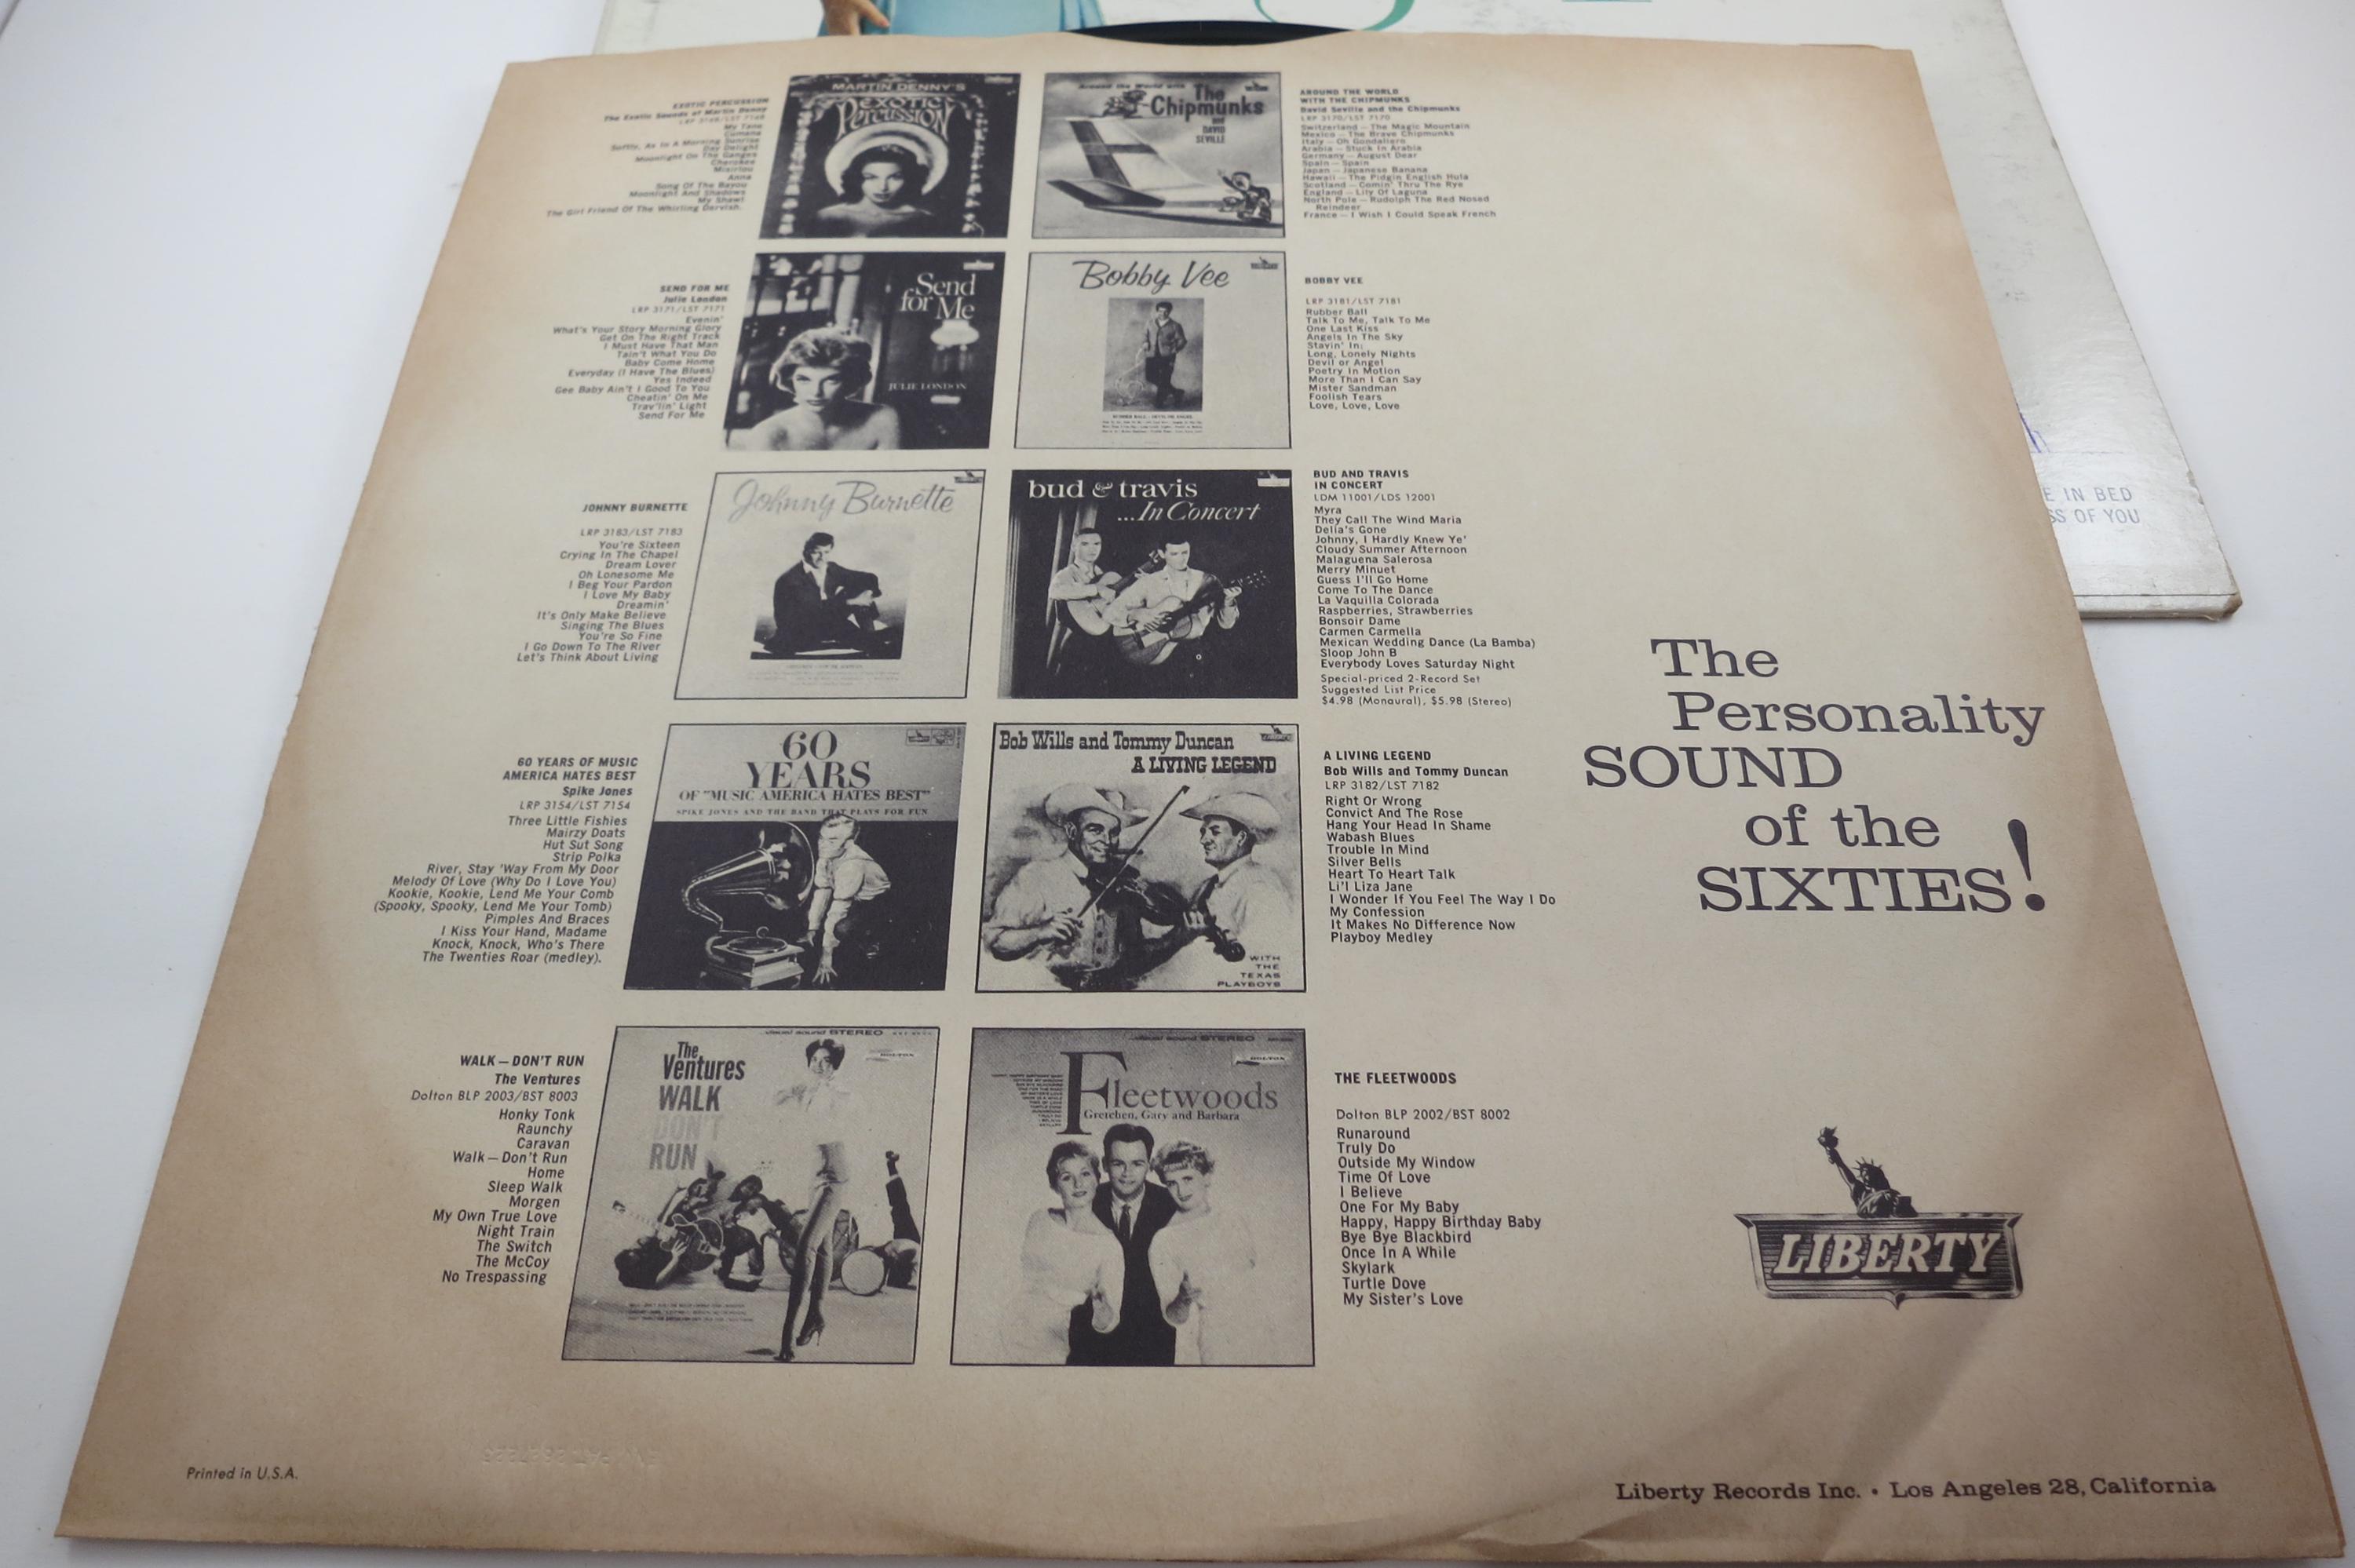 EXOTIC PERCUSSION
The Exotic Sounds of Martin Denny
LRP 3168/LST 7168
My Tane
Cumana
Softly, As In A Morning Sunrise
Day Delight
Moonlight On The Ganges
Cherokee
Misirlou
Anna
Song Of The Bayou
Moonlight And Shadows
My Shawl
The Girl Friend Of The Whirling Dervish.
MARTIN DENNY'S
EXOTIC
Percussion
Around the World with
The
Chipmunks
and
DAVID
SEVILLE
AROUND THE WORLD
WITH THE CHIPMUNKS
David Seville and the Chipmunks
LRP 3170/LST 7170
Switzerland — The Magic Mountain
Mexico — The Brave Chipmunks
Italy — Oh Gondaliero
Arabia — Stuck In Arabia
Germany — August Dear
Spain — Spain
Japan — Japanese Banana
Hawaii — The Pidgin English Hula
Scotland — Comin' Thru The Rye
England — Lily Of Laguna
North Pole — Rudolph The Red Nosed
Reindeer
France — I Wish I Could Speak French
SEND FOR ME
Julie London
LRP 3171/LST 7171
Evenin'
What's Your Story Morning Glory
Get On The Right Track
I Must Have That Man
Tain't What You Do
Baby Come Home
Everyday (I Have The Blues)
Yes Indeed
Gee Baby Ain't I Good To You
Cheatin' On Me
Trav'lin' Light
Send For Me
Send
for Me
JULIE LONDON
Bobby Vee
BOBBY VEE
LRP 3181/LST 7181
Rubber Ball
Talk To Me, Talk To Me
One Last Kiss
Angels In The Sky
Stayin' In;
Long, Lonely Nights
Devil or Angel
Poetry In Motion
More Than I Can Say
Mister Sandman
Foolish Tears
Love, Love, Love
JOHNNY BURNETTE
LRP 3183/LST 7183
You're Sixteen
Crying In The Chapel
Dream Lover
Oh Lonesome Me
I Beg Your Pardon
I Love My Baby
Dreamin'
It's Only Make Believe
Singing The Blues
You're So Fine
I Go Down To The River
Let's Think About Living
Johnny Burnette
bud & travis
...In Concert
BUD AND TRAVIS
IN CONCERT
LDM 11001/LDS 12001
Myra
They Call The Wind Maria
Delia's Gone
Johnny, I Hardly Knew Ye'
Cloudy Summer Afternoon
Malaguena Salerosa
Merry Minuet
Guess I'll Go Home
Come To The Dance
La Vaquilla Colorada
Raspberries, Strawberries
Bonsoir Dame
Carmen Carmella
Mexican Wedding Dance (La Bamba)
Sloop John B
Everybody Loves Saturday Night
Special-priced 2-Record Set
Suggested List Price
$4.98 (Monaural), $5.98 (Stereo)
E IN BED
SS OF YOU
The
Personality
SOUND
of the
SIXTIES!
60 YEARS OF MUSIC
AMERICA HATES BEST
Spike Jones
LRP 3154/LST 7154
Three Little Fishies
Mairzy Doats
Hut Sut Song
Strip Polka
River, Stay 'Way From My Door
Melody Of Love (Why Do I Love You)
Kookie, Kookie, Lend Me Your Comb
(Spooky, Spooky, Lend Me Your Tomb)
Pimples And Braces
I Kiss Your Hand, Madame
Knock, Knock, Who's There
The Twenties Roar (medley).
60
YEARS
OF "MUSIC AMERICA HATES BEST"
SPIKE JONES AND THE BAND THAT PLAYS FOR FUN
Bob Wills and Tommy Duncan
A LIVING LEGEND
WITH
THE
TEXAS
PLAYBOYS
A LIVING LEGEND
Bob Wills and Tommy Duncan
LRP 3182/LST 7182
Right Or Wrong
Convict And The Rose
Hang Your Head In Shame
Wabash Blues
Trouble In Mind
Silver Bells
Heart To Heart Talk
Li'l Liza Jane
I Wonder If You Feel The Way I Do
My Confession
It Makes No Difference Now
Playboy Medley
WALK — DON'T RUN
The Ventures
Dolton BLP 2003/BST 8003
Honky Tonk
Raunchy
Caravan
Walk — Don't Run
Home
Sleep Walk
Morgen
My Own True Love
Night Train
The Switch
The McCoy
No Trespassing
visual sound STEREO
The
Ventures
WALK
DON'T
RUN
visual sound STEREO
DOLTON
Fleetwoods
Gretchen, Gary and Barbara
THE FLEETWOODS
Dolton BLP 2002/BST 8002
Runaround
Truly Do
Outside My Window
Time Of Love
I Believe
One For My Baby
Happy, Happy Birthday Baby
Bye Bye Blackbird
Once In A While
Skylark
Turtle Dove
My Sister's Love
LIBERTY
Printed in U.S.A.
Liberty Records Inc. • Los Angeles 28, California